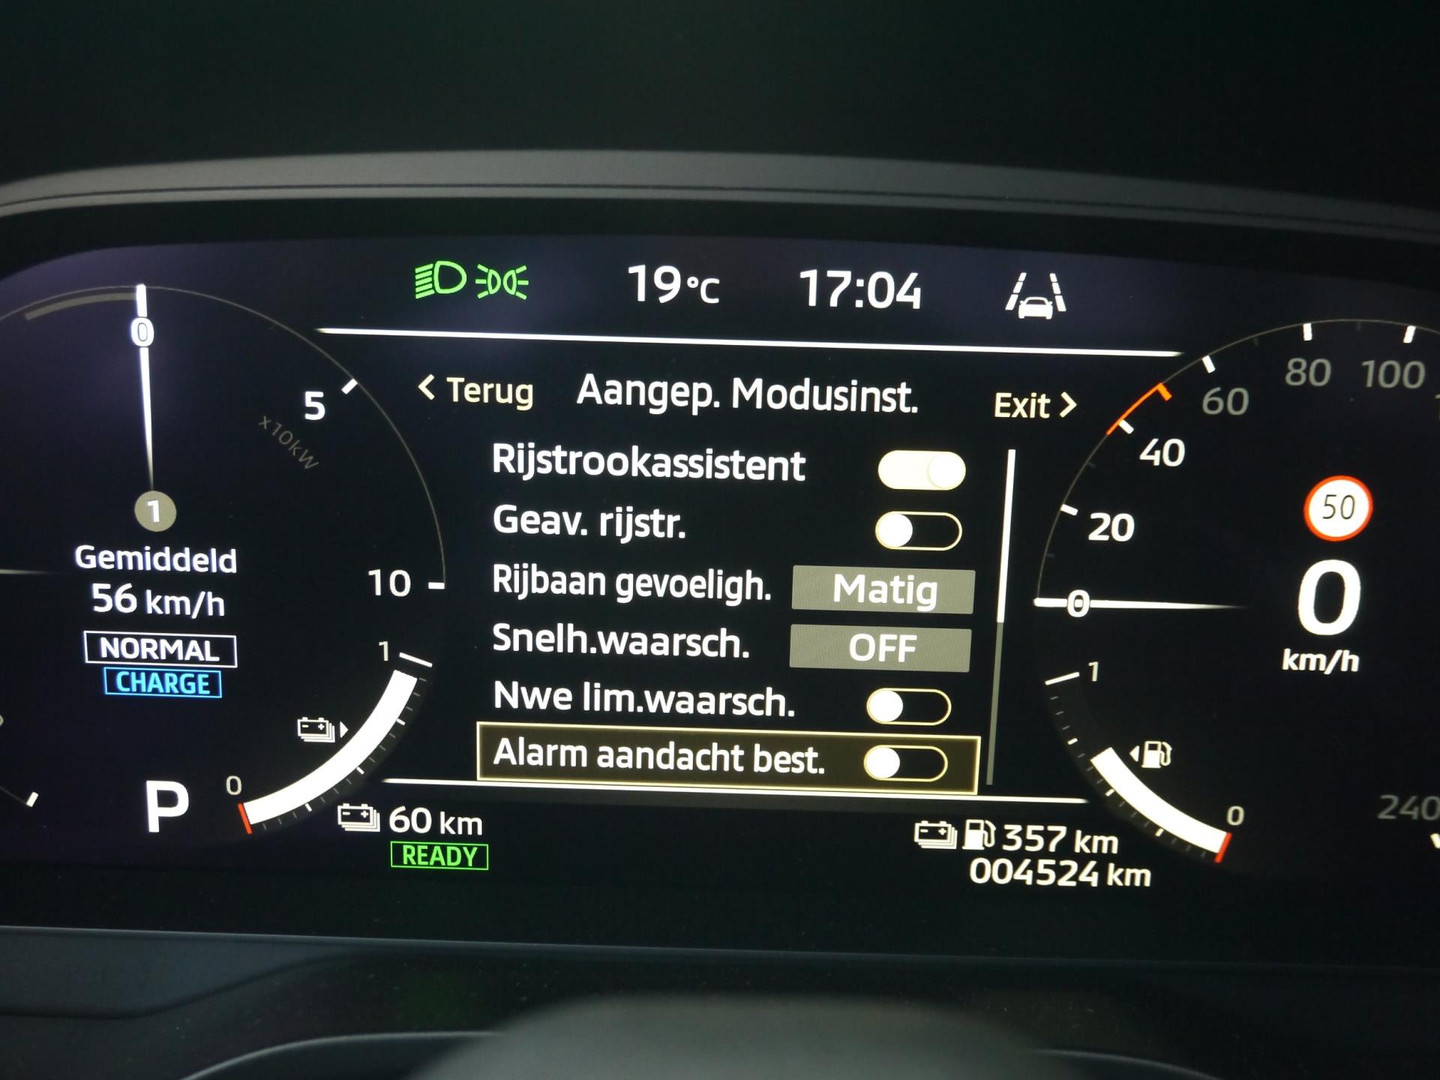 19°C 17:04
< Terug Aangep. Modusinst. Exit >
Rijstrookassistent
Geav. rijstr.
Rijbaan gevoeligh. Matig
Snelh.waarsch. OFF
Nwe lim.waarsch.
Alarm aandacht best.
0
5
x10kW
10
1
Gemiddeld
56 km/h
NORMAL
CHARGE
1
0
P
60 km
READY
0
20
40
60
80
100
240
50
0
km/h
1
0
357 km
004524 km